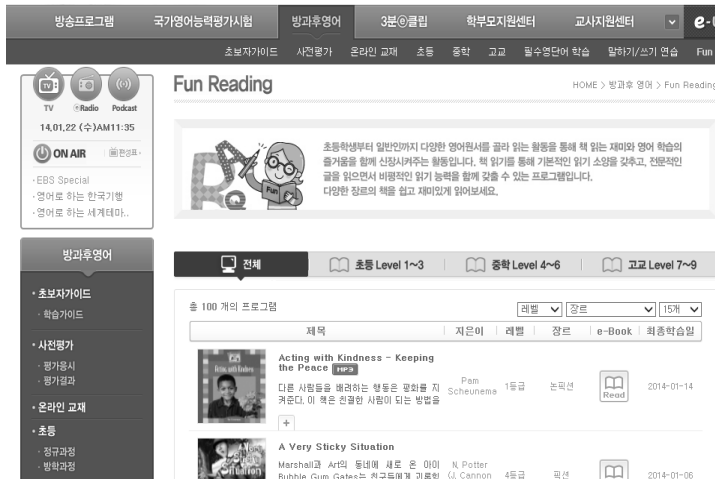 방송프로그램 국가영어능력평가시험 방과후영어 3분ⓔ클립 학부모지원센터 교사지원센터
초보자가이드 사전평가 온라인 교재 초등 중학 고교 필수영단어 학습 말하기/쓰기 연습 Fun
TV eRadio Podcast
14.01.22 (수)AM11:35
ON AIR 편성표
·EBS Special
·영어로 하는 한국기행
·영어로 하는 세계테마..
방과후영어
·초보자가이드
·학습가이드
·사전평가
·평가응시
·평가결과
·온라인 교재
·초등
·정규과정
·방학과정
Fun Reading
HOME > 방과후 영어 > Fun Reading
Fun
초등학생부터 일반인까지 다양한 영어원서를 골라 읽는 활동을 통해 책 읽는 재미와 영어 학습의
즐거움을 함께 신장시켜주는 활동입니다. 책 읽기를 통해 기본적인 읽기 소양을 갖추고, 전문적인
글을 읽으면서 비평적인 읽기 능력을 함께 갖출 수 있는 프로그램입니다.
다양한 장르의 책을 쉽고 재미있게 읽어보세요.
전체 초등 Level 1~3 중학 Level 4~6 고교 Level 7~9
총 100 개의 프로그램 레벨 장르 15개
제목 지은이 레벨 장르 e-Book 최종학습일
Acting with Kindness - Keeping
the Peace MP3
다른 사람들을 배려하는 행동은 평화를 지
켜준다. 이 책은 친절한 사람이 되는 방법을
+
Pam
Scheunema
1등급 논픽션 Read 2014-01-14
A Very Sticky Situation
Marshall과 Art의 동네에 새로 온 아이
Bubble Gum Gates는 친구들에게
N. Potter
(J. Cannon
4등급 픽션 2014-01-06